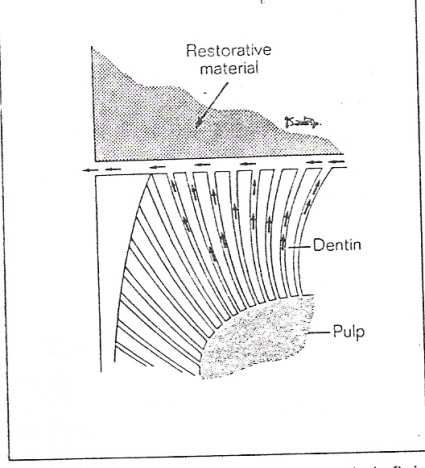 Restorative
material
Dentin
Pulp